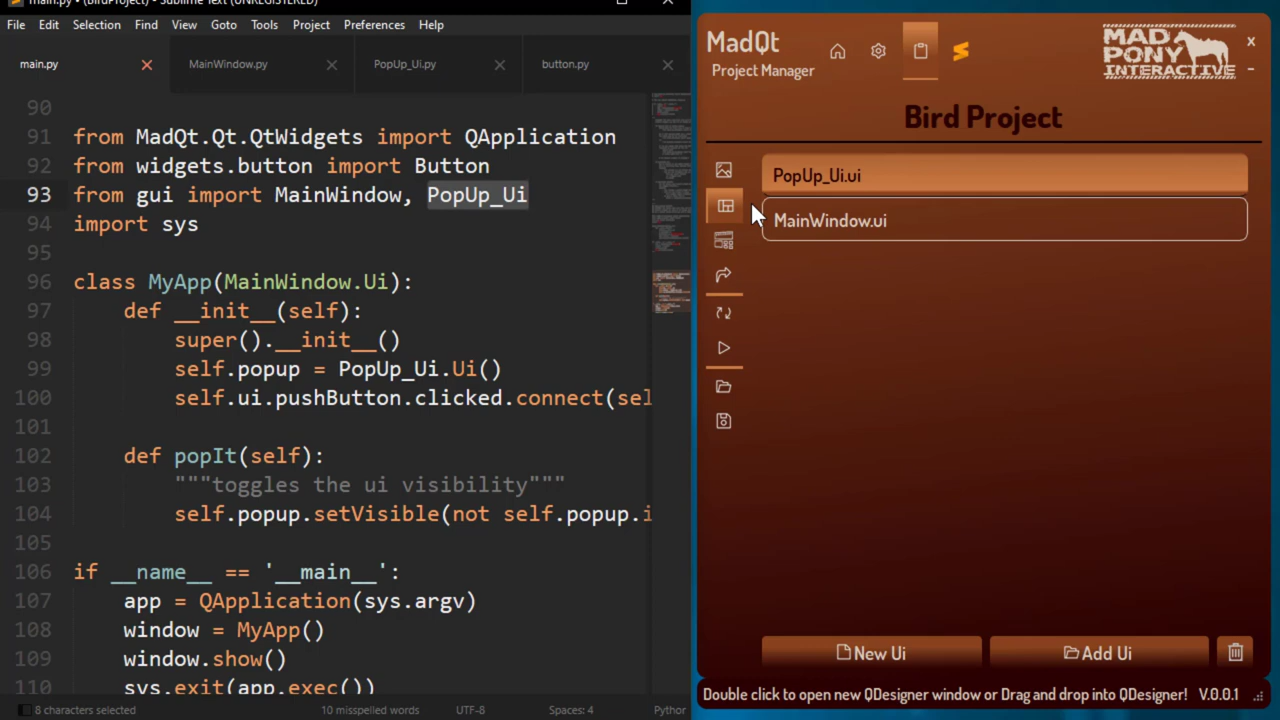 main.py • (BirdProject) - Sublime Text (UNREGISTERED)
File Edit Selection Find View Goto Tools Project Preferences Help
main.py MainWindow.py PopUp_Ui.py button.py
90
91 from MadQt.Qt.QtWidgets import QApplication
92 from widgets.button import Button
93 from gui import MainWindow, PopUp_Ui
94 import sys
95
96 class MyApp(MainWindow.Ui):
97 def __init__(self):
98 super().__init__()
99 self.popup = PopUp_Ui.Ui()
100 self.ui.pushButton.clicked.connect(sel
101
102 def popIt(self):
103 """toggles the ui visibility"""
104 self.popup.setVisible(not self.popup.i
105
106 if __name__ == '__main__':
107 app = QApplication(sys.argv)
108 window = MyApp()
109 window.show()
110 sys.exit(app.exec())
8 characters selected 10 misspelled words UTF-8 Spaces: 4 Python
MadQt
Project Manager
MAD
PONY
INTERACTIVE
x
-
Bird Project
PopUp_Ui.ui
MainWindow.ui
New Ui Add Ui
Double click to open new QDesigner window or Drag and drop into QDesigner! V.0.0.1